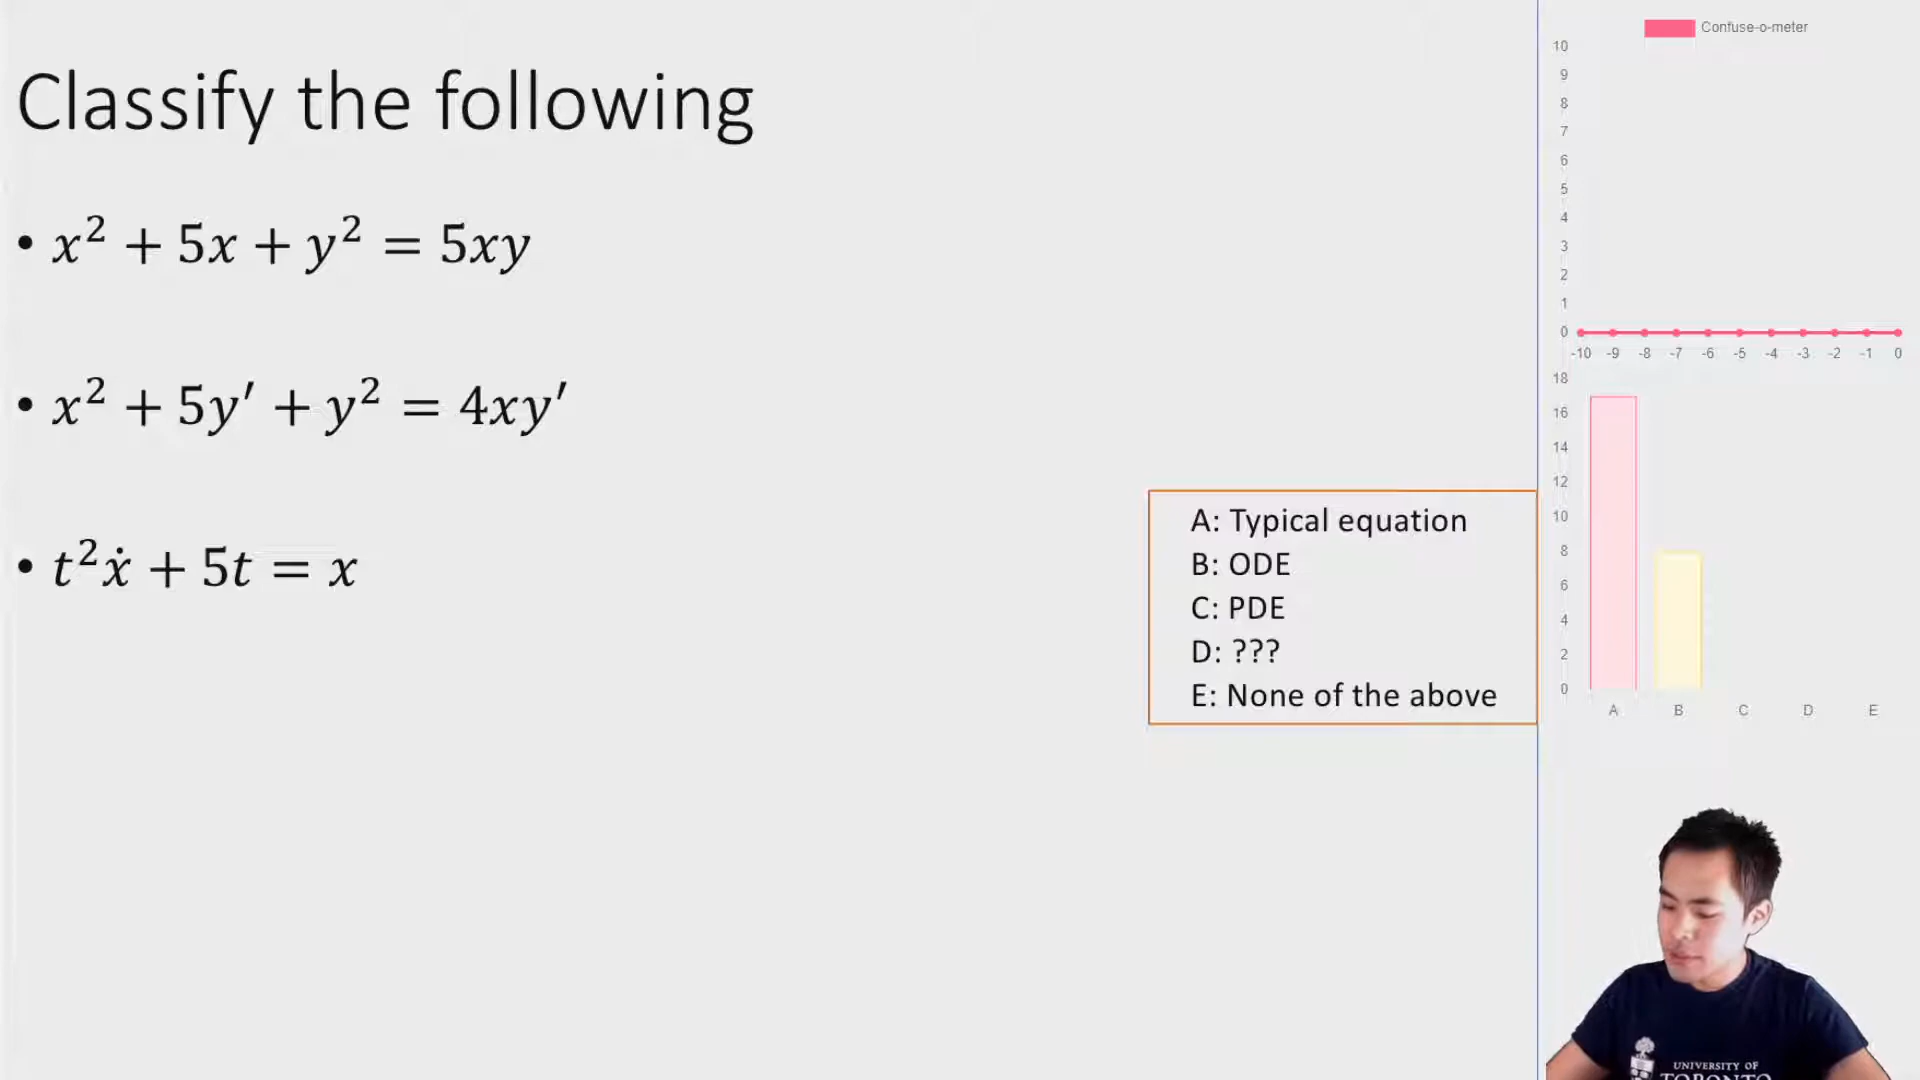 Classify the following
• x² + 5x + y² = 5xy
• x² + 5y′ + y² = 4xy′
• t²ẋ + 5t = x
A: Typical equation
B: ODE
C: PDE
D: ???
E: None of the above
Confuse-o-meter
10
9
8
7
6
5
4
3
2
1
0
-10 -9 -8 -7 -6 -5 -4 -3 -2 -1 0
18
16
14
12
10
8
6
4
2
0
A B C D E
UNIVERSITY OF
TORONTO